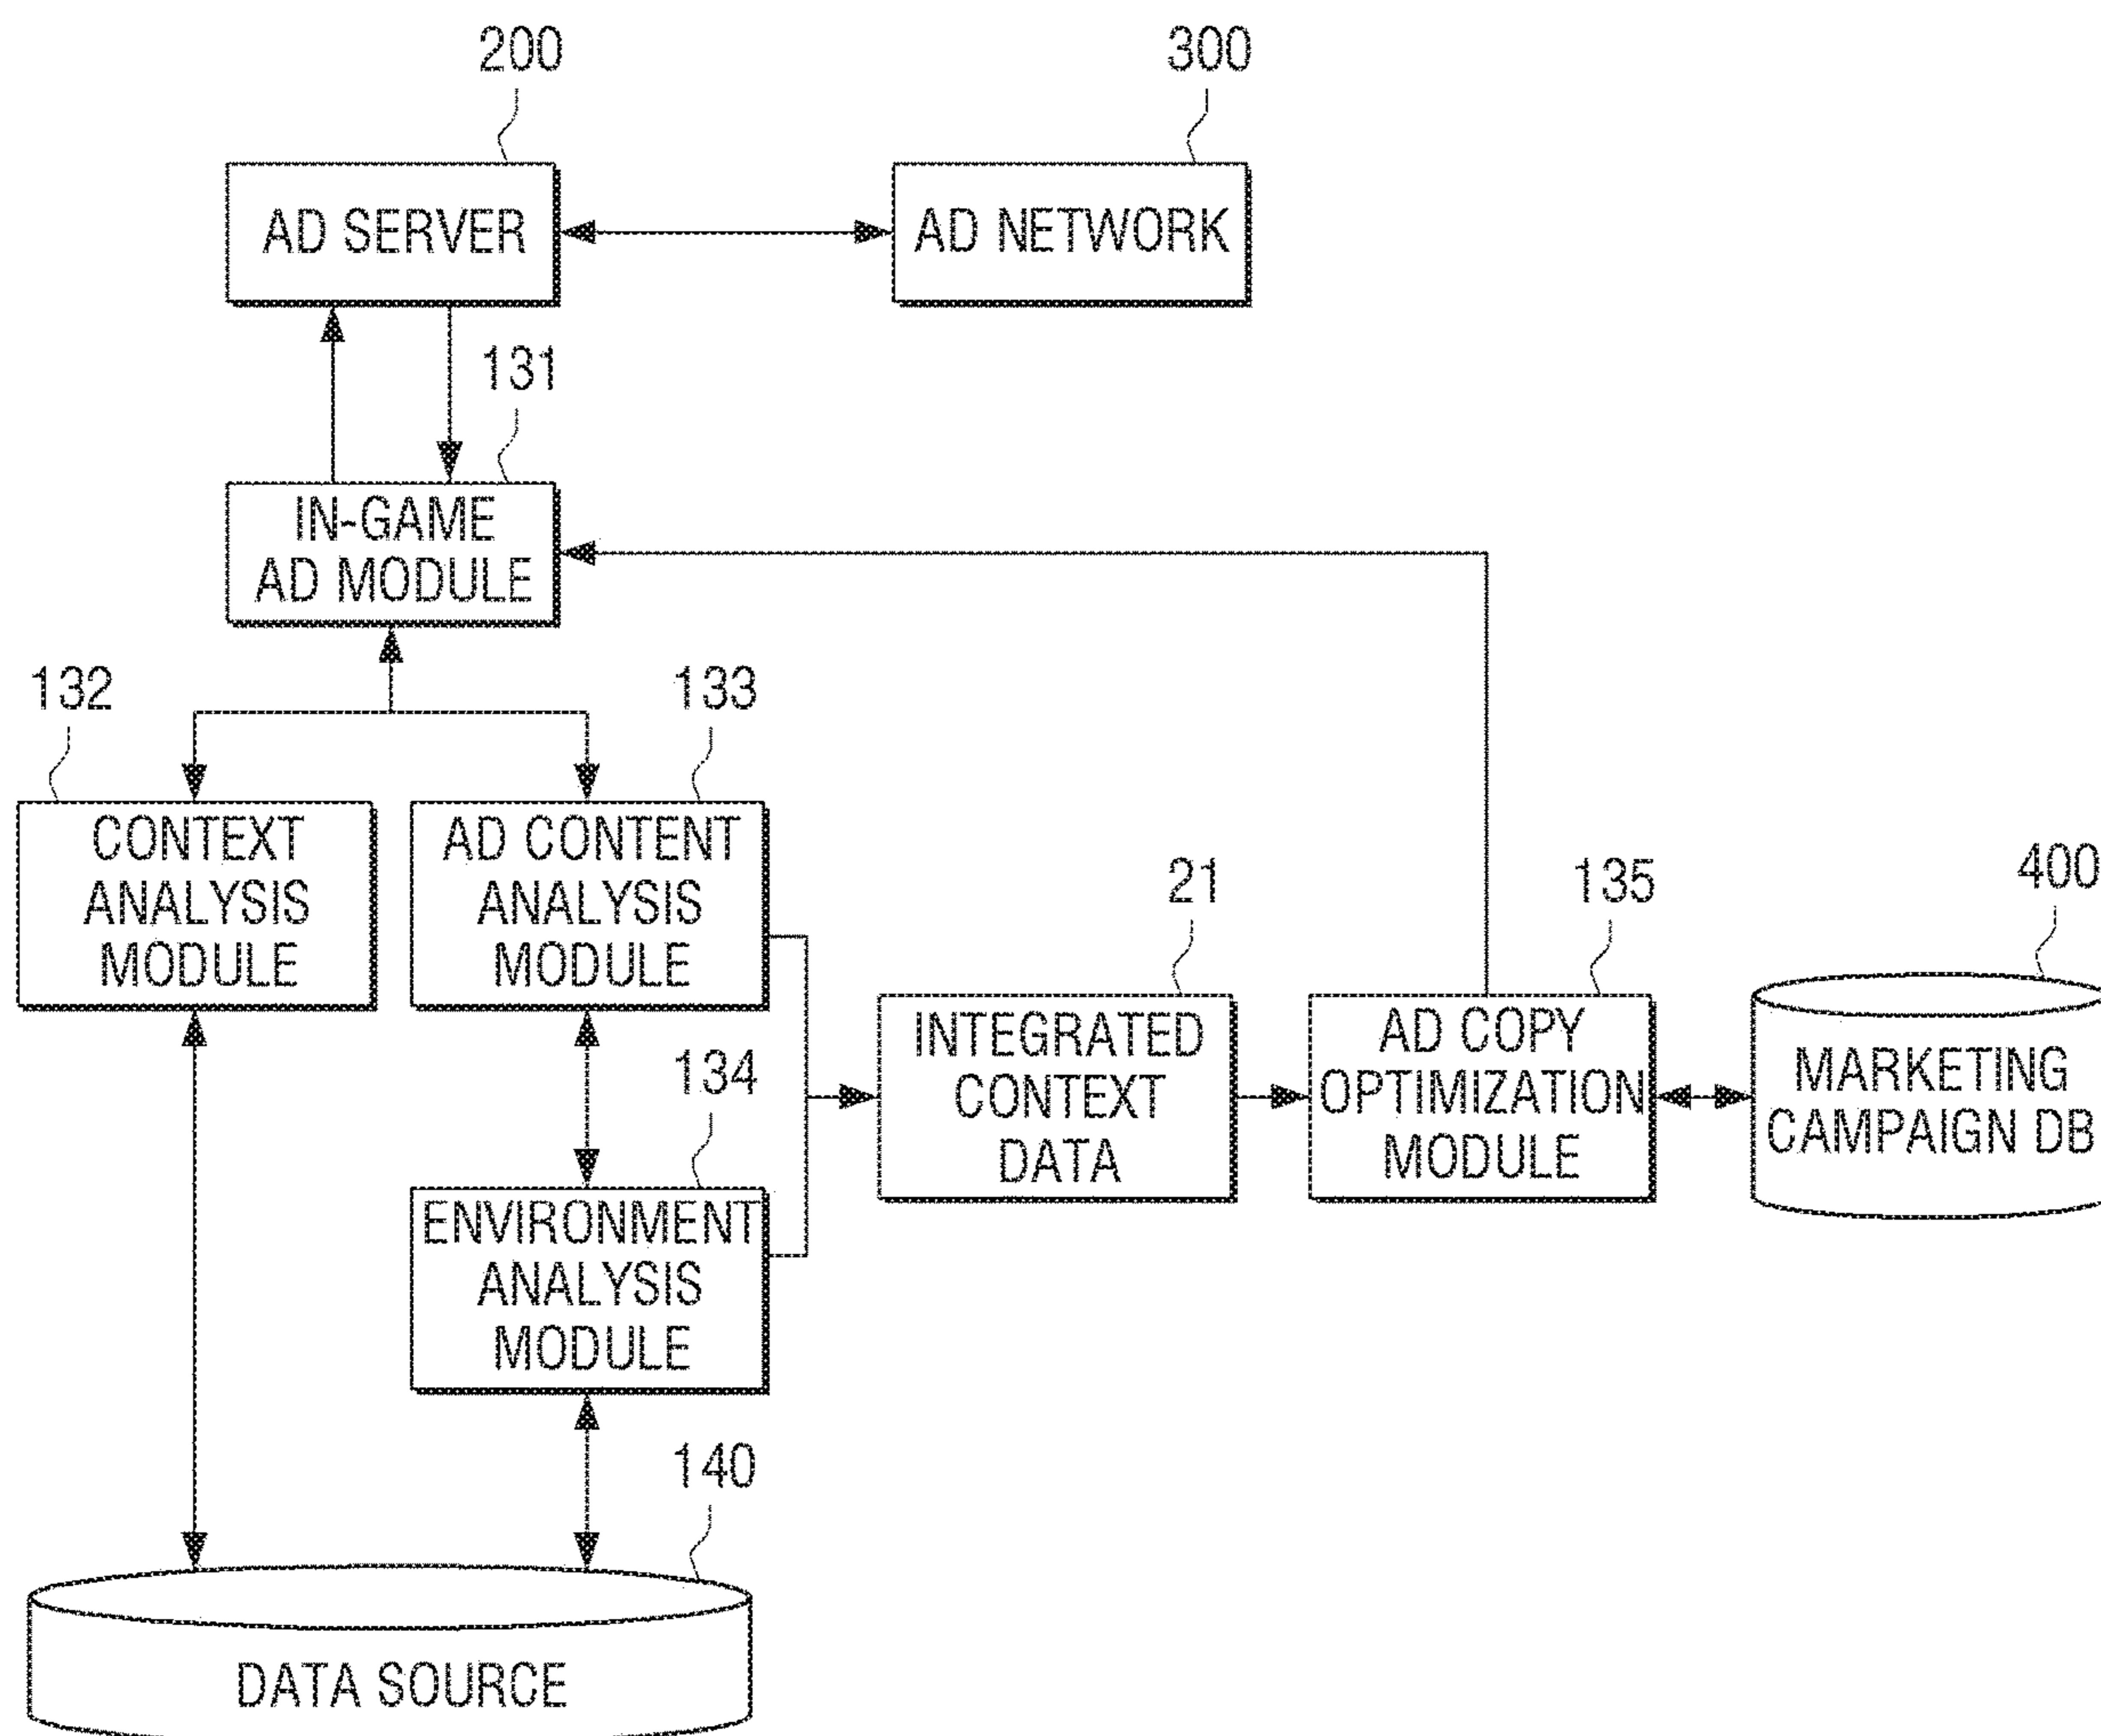 200
300
AD SERVER
AD NETWORK
131
IN-GAME
AD MODULE
132
133
CONTEXT
ANALYSIS
MODULE
AD CONTENT
ANALYSIS
MODULE
21
135
400
INTEGRATED
CONTEXT
DATA
AD COPY
OPTIMIZATION
MODULE
MARKETING
CAMPAIGN DB
134
ENVIRONMENT
ANALYSIS
MODULE
140
DATA SOURCE